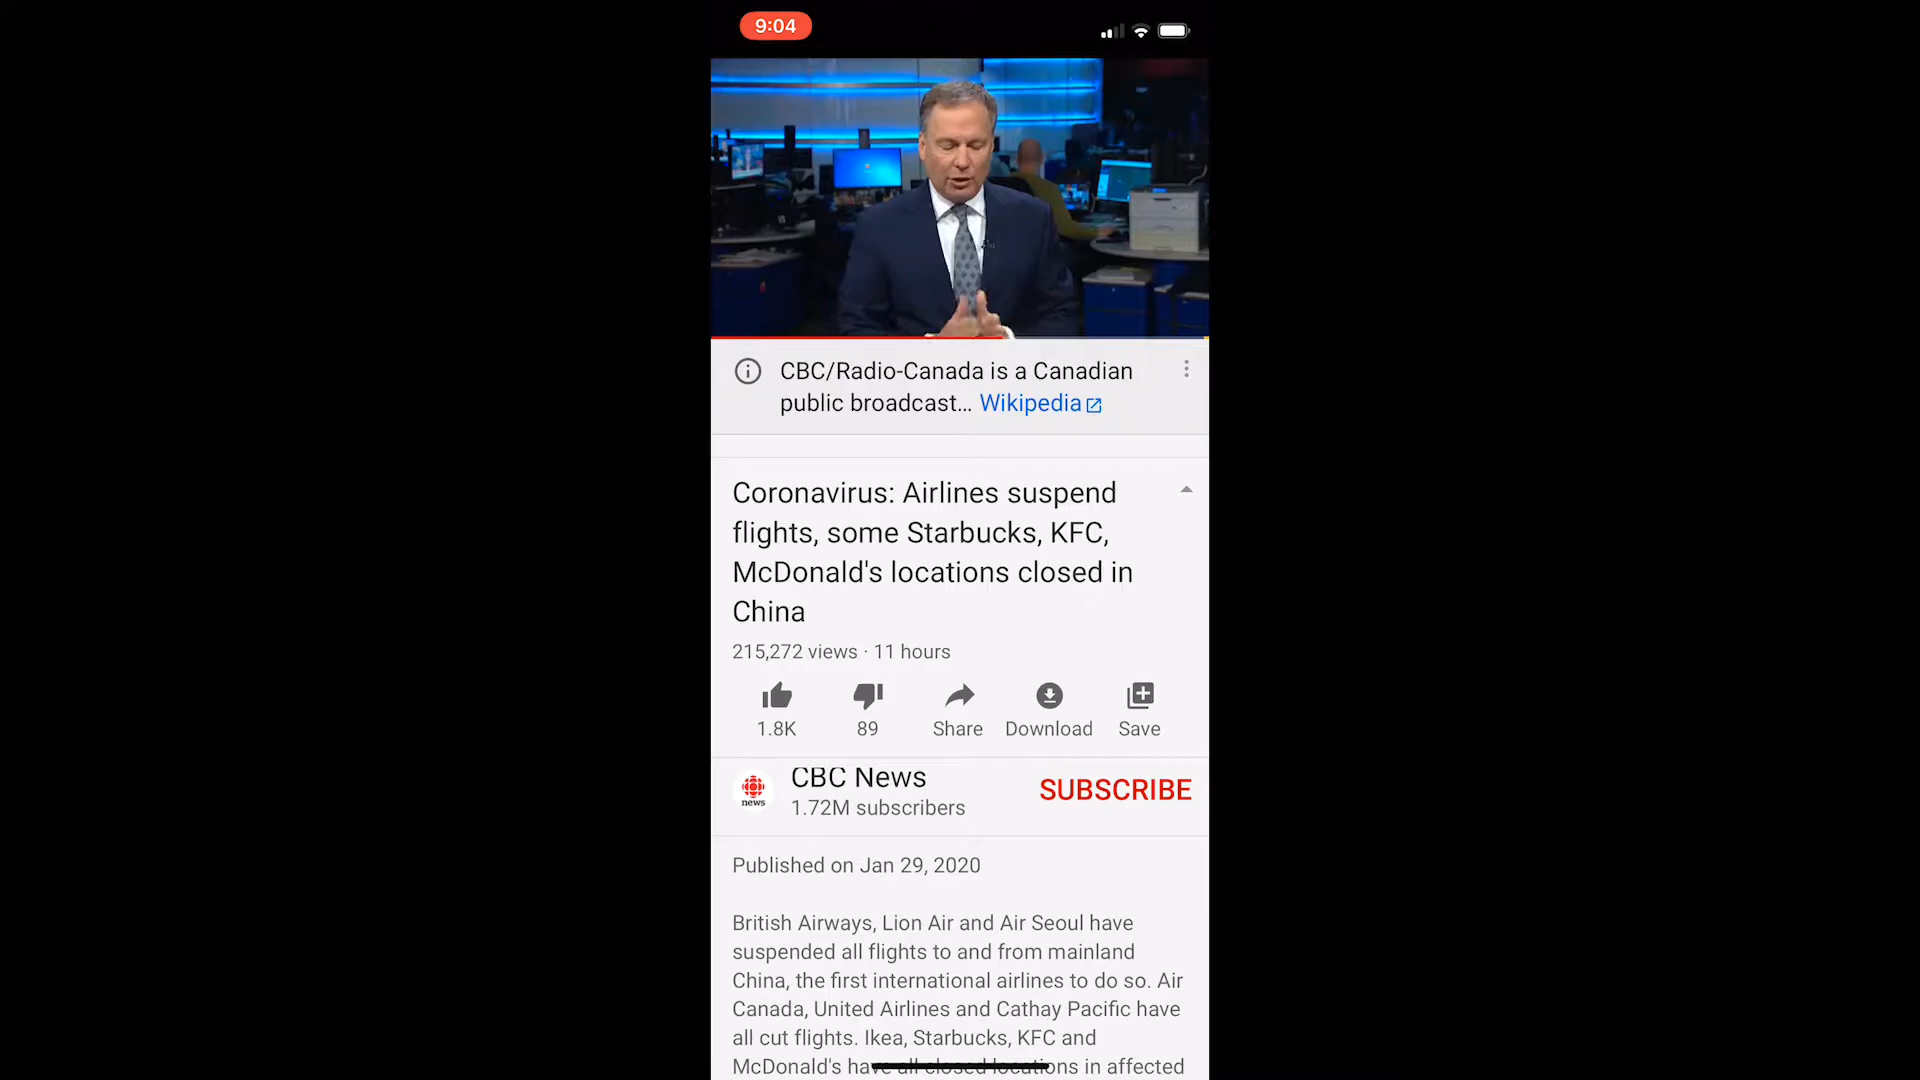 9:04
CBC/Radio-Canada is a Canadian
public broadcast... Wikipedia
Coronavirus: Airlines suspend
flights, some Starbucks, KFC,
McDonald's locations closed in
China
215,272 views · 11 hours
1.8K 89 Share Download Save
CBC News
news
1.72M subscribers
SUBSCRIBE
Published on Jan 29, 2020
British Airways, Lion Air and Air Seoul have
suspended all flights to and from mainland
China, the first international airlines to do so. Air
Canada, United Airlines and Cathay Pacific have
all cut flights. Ikea, Starbucks, KFC and
McDonald's have all closed locations in affected